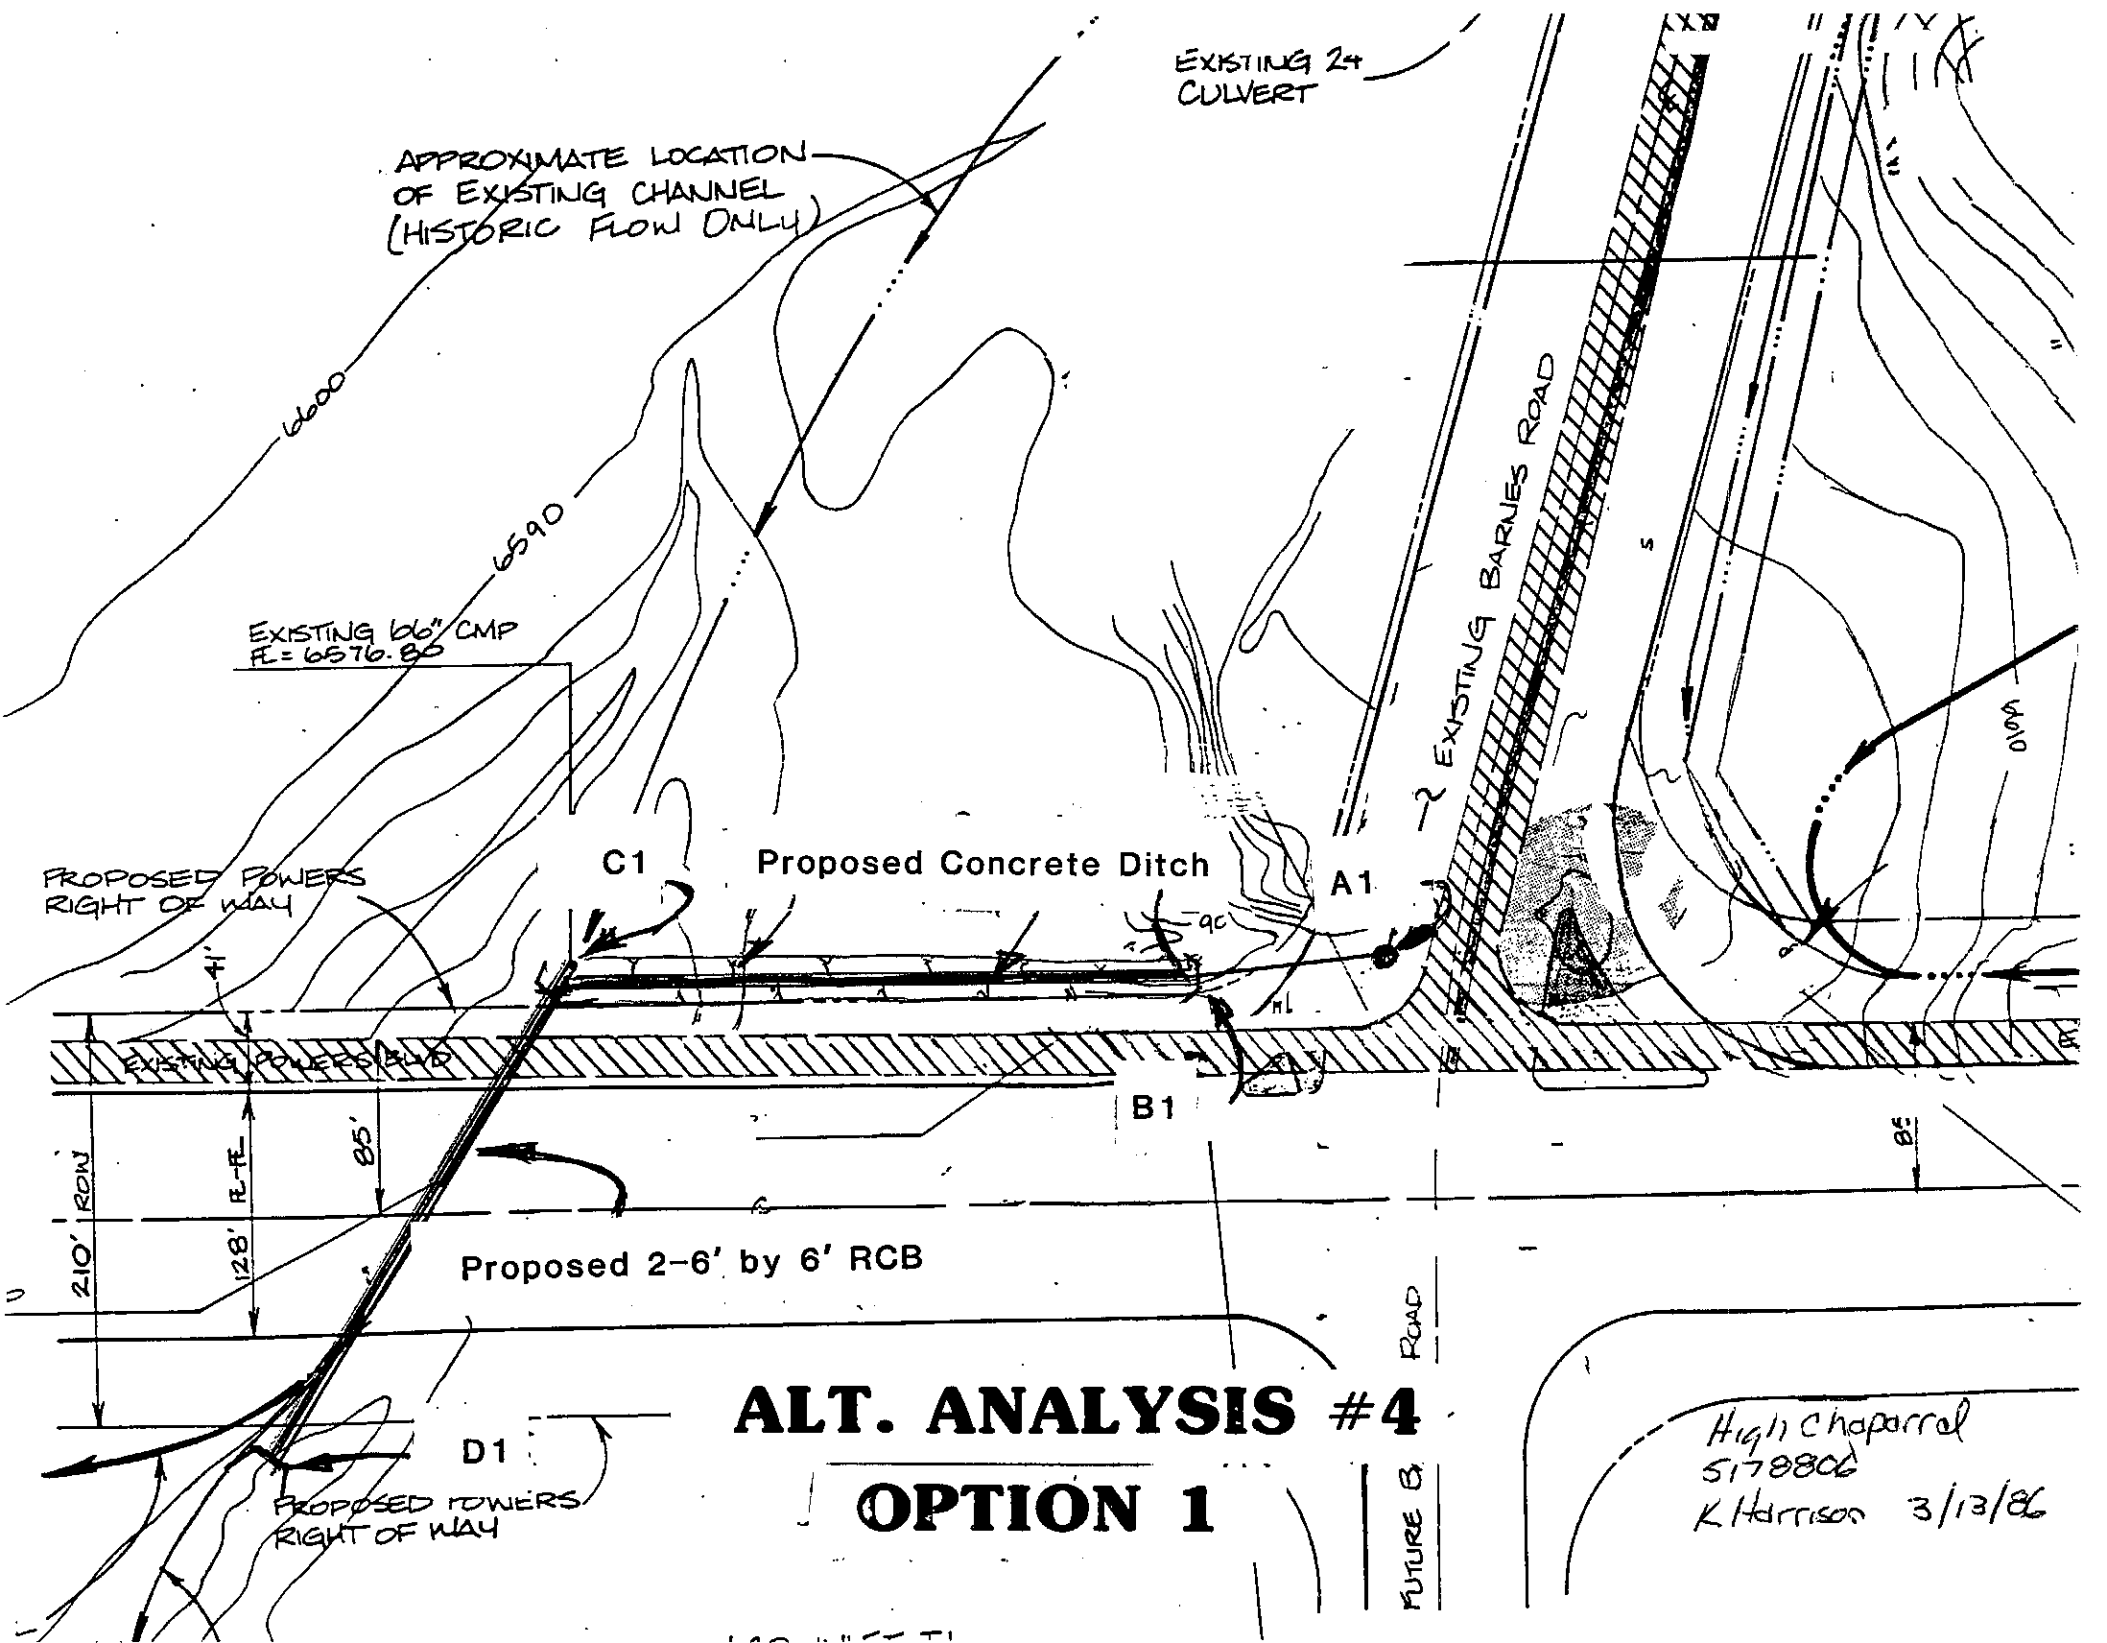 EXISTING 24
CULVERT
APPROXIMATE LOCATION
OF EXISTING CHANNEL
(HISTORIC FLOW ONLY)
6600
6590
EXISTING BARNES ROAD
EXISTING 66" CMP
FL = 6576.80
C1
Proposed Concrete Ditch
A1
PROPOSED POWERS
RIGHT OF WAY
41'
EXISTING POWERS BLVD
B1
210' ROW
128' FL-FL
85'
Proposed 2-6' by 6' RCB
ROAD
FUTURE B
ALT. ANALYSIS #4
OPTION 1
D1
PROPOSED POWERS
RIGHT OF WAY
High Chaparral
5178806
K Harrison 3/13/86